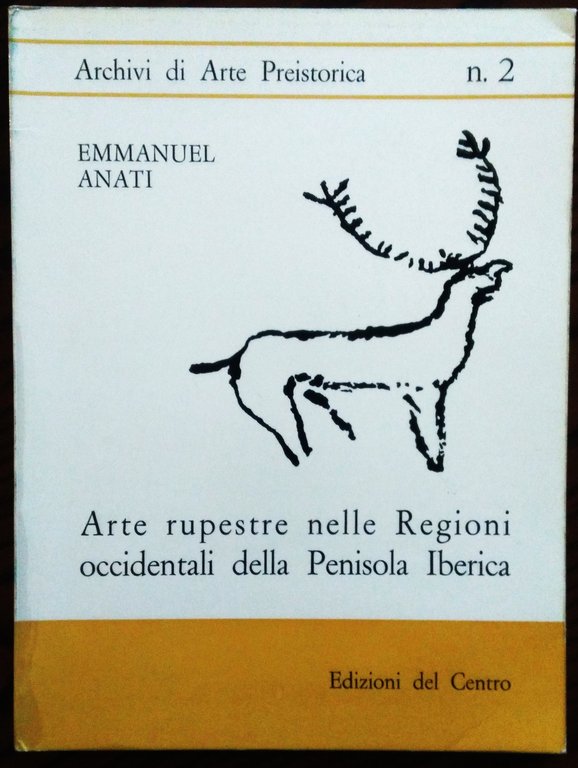 Archivi di Arte Preistorica n. 2
EMMANUEL
ANATI
Arte rupestre nelle Regioni
occidentali della Penisola Iberica
Edizioni del Centro